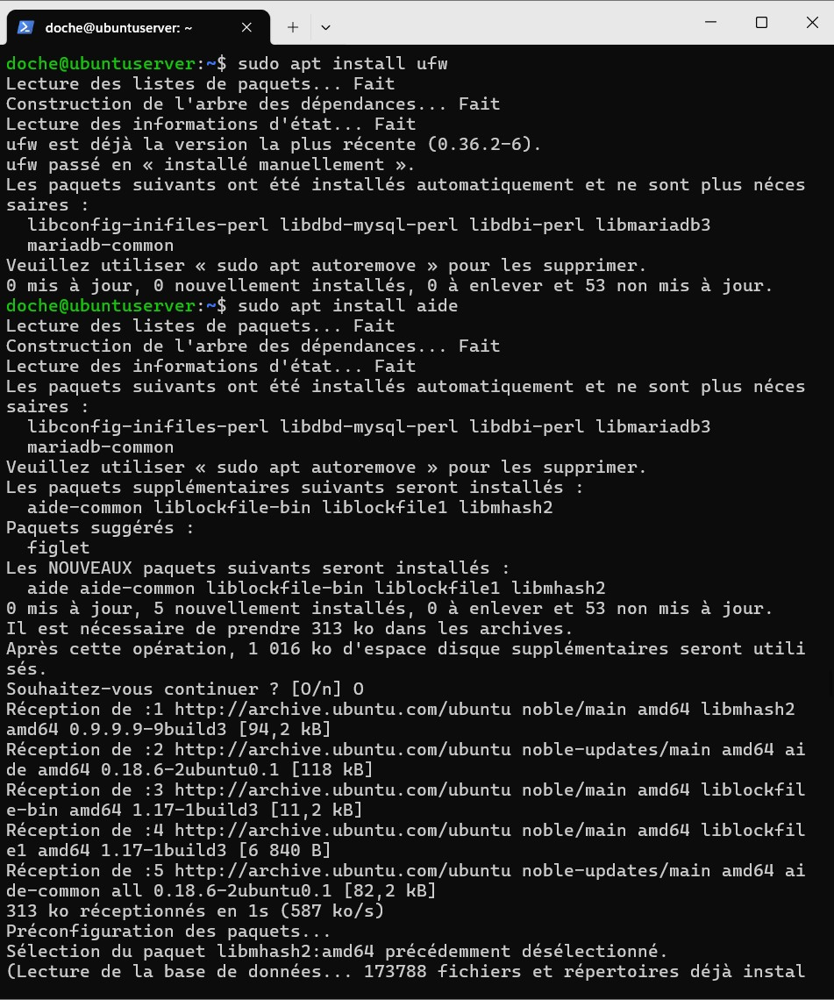 doche@ubuntuserver: ~
doche@ubuntuserver:~$ sudo apt install ufw
Lecture des listes de paquets... Fait
Construction de l'arbre des dépendances... Fait
Lecture des informations d'état... Fait
ufw est déjà la version la plus récente (0.36.2-6).
ufw passé en « installé manuellement ».
Les paquets suivants ont été installés automatiquement et ne sont plus néces
saires :
  libconfig-inifiles-perl libdbd-mysql-perl libdbi-perl libmariadb3
  mariadb-common
Veuillez utiliser « sudo apt autoremove » pour les supprimer.
0 mis à jour, 0 nouvellement installés, 0 à enlever et 53 non mis à jour.
doche@ubuntuserver:~$ sudo apt install aide
Lecture des listes de paquets... Fait
Construction de l'arbre des dépendances... Fait
Lecture des informations d'état... Fait
Les paquets suivants ont été installés automatiquement et ne sont plus néces
saires :
  libconfig-inifiles-perl libdbd-mysql-perl libdbi-perl libmariadb3
  mariadb-common
Veuillez utiliser « sudo apt autoremove » pour les supprimer.
Les paquets supplémentaires suivants seront installés :
  aide-common liblockfile-bin liblockfile1 libmhash2
Paquets suggérés :
  figlet
Les NOUVEAUX paquets suivants seront installés :
  aide aide-common liblockfile-bin liblockfile1 libmhash2
0 mis à jour, 5 nouvellement installés, 0 à enlever et 53 non mis à jour.
Il est nécessaire de prendre 313 ko dans les archives.
Après cette opération, 1 016 ko d'espace disque supplémentaires seront utili
sés.
Souhaitez-vous continuer ? [O/n] O
Réception de :1 http://archive.ubuntu.com/ubuntu noble/main amd64 libmhash2
amd64 0.9.9.9-9build3 [94,2 kB]
Réception de :2 http://archive.ubuntu.com/ubuntu noble-updates/main amd64 ai
de amd64 0.18.6-2ubuntu0.1 [118 kB]
Réception de :3 http://archive.ubuntu.com/ubuntu noble/main amd64 liblockfil
e-bin amd64 1.17-1build3 [11,2 kB]
Réception de :4 http://archive.ubuntu.com/ubuntu noble/main amd64 liblockfil
e1 amd64 1.17-1build3 [6 840 B]
Réception de :5 http://archive.ubuntu.com/ubuntu noble-updates/main amd64 ai
de-common all 0.18.6-2ubuntu0.1 [82,2 kB]
313 ko réceptionnés en 1s (587 ko/s)
Préconfiguration des paquets...
Sélection du paquet libmhash2:amd64 précédemment désélectionné.
(Lecture de la base de données... 173788 fichiers et répertoires déjà instal